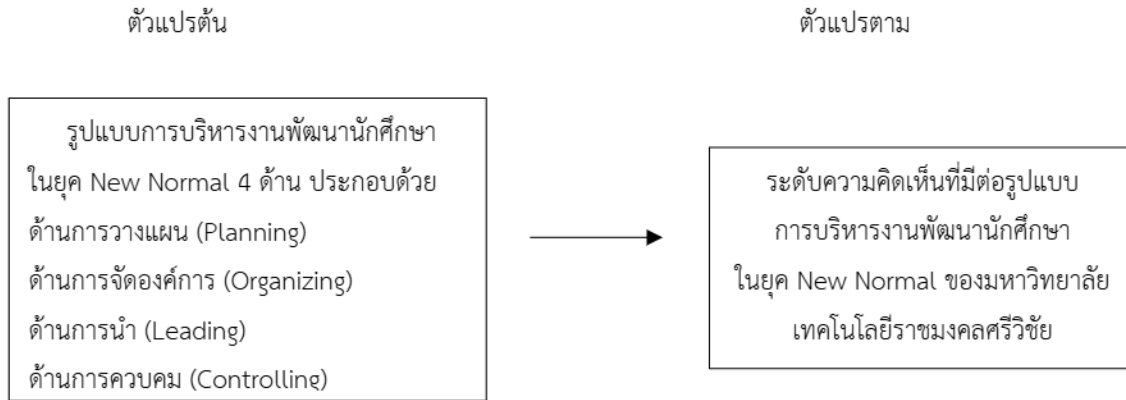 ตัวแปรต้น
ตัวแปรตาม
รูปแบบการบริหารงานพัฒนานักศึกษา
ในยุค New Normal 4 ด้าน ประกอบด้วย
ด้านการวางแผน (Planning)
ด้านการจัดองค์การ (Organizing)
ด้านการนำ (Leading)
ด้านการควบคุม (Controlling)
ระดับความคิดเห็นที่มีต่อรูปแบบ
การบริหารงานพัฒนานักศึกษา
ในยุค New Normal ของมหาวิทยาลัย
เทคโนโลยีราชมงคลศรีวิชัย